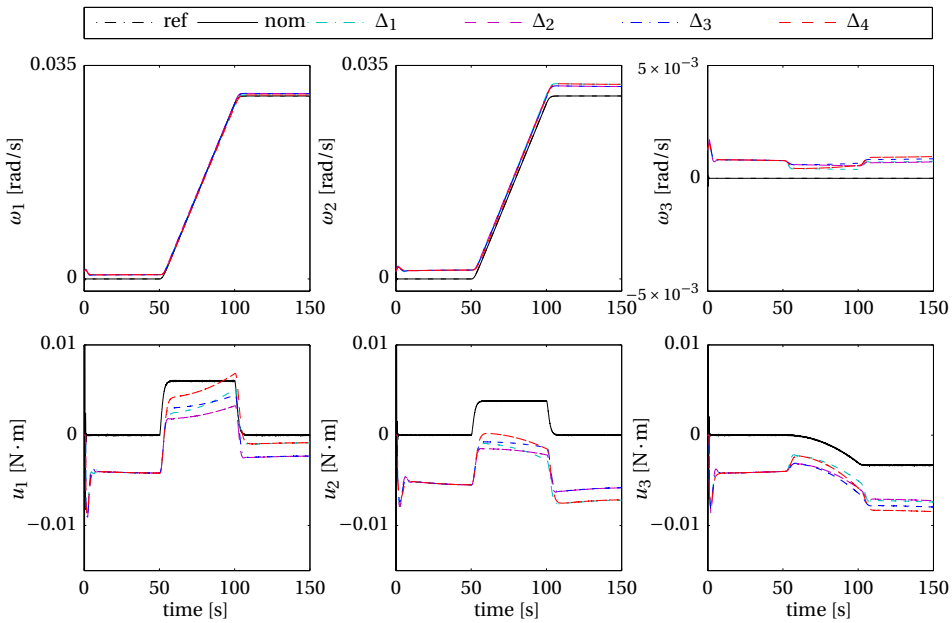 ref nom Δ₁ Δ₂ Δ₃ Δ₄
0.035 0.035 5 × 10⁻³
ω₁ [rad/s] ω₂ [rad/s] ω₃ [rad/s]
0 0 0
−5 × 10⁻³
0 50 100 150 0 50 100 150 0 50 100 150
0.01 0.01 0.01
u₁ [N · m] u₂ [N · m] u₃ [N · m]
0 0 0
−0.01 −0.01 −0.01
0 50 100 150 0 50 100 150 0 50 100 150
time [s] time [s] time [s]